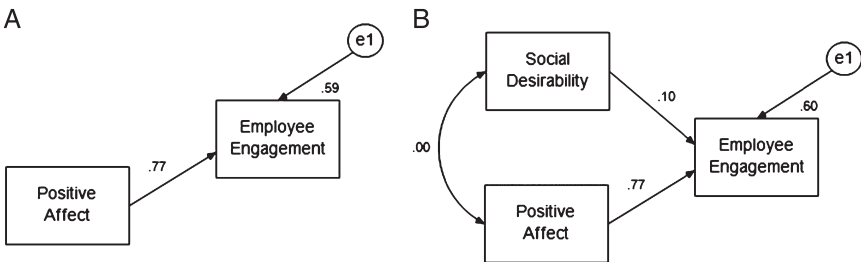 A
e1
.59
Employee
Engagement
.77
Positive
Affect
B
Social
Desirability
e1
.10
.60
Employee
Engagement
.00
.77
Positive
Affect